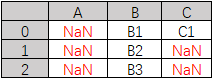 A B C
0 NaN B1 C1
1 NaN B2 NaN
2 NaN B3 NaN